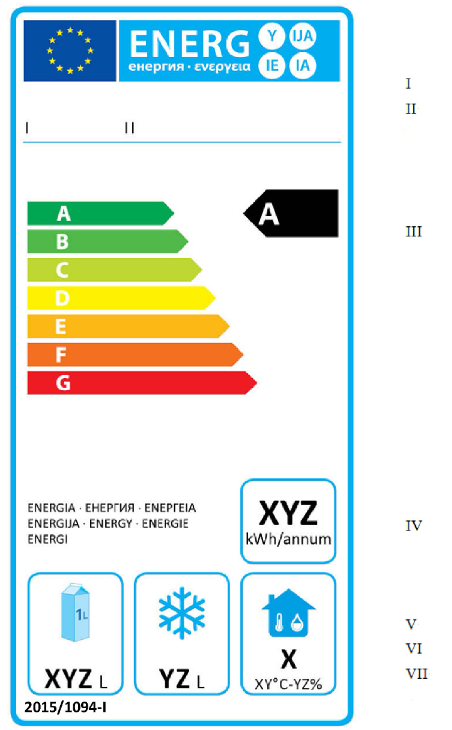 ENERG Y IJA
енергия · ενεργεια IE IA
I
II
I II
A A
III
B
C
D
E
F
G
ENERGIA · ЕНЕРГИЯ · ΕΝΕΡΓΕΙΑ
ENERGIJA · ENERGY · ENERGIE
ENERGI
XYZ
kWh/annum
IV
1L
XYZ L
YZ L
X
XY°C-YZ%
V
VI
VII
2015/1094-I